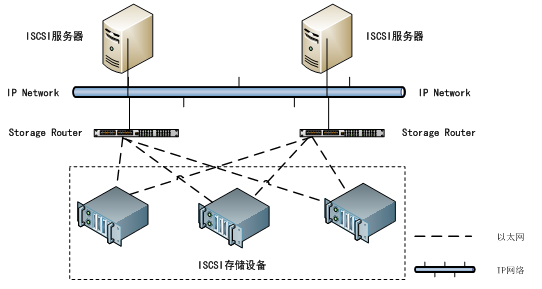 ISCSI服务器 ISCSI服务器
IP Network IP Network
Storage Router Storage Router
ISCSI存储设备
以太网
IP网络